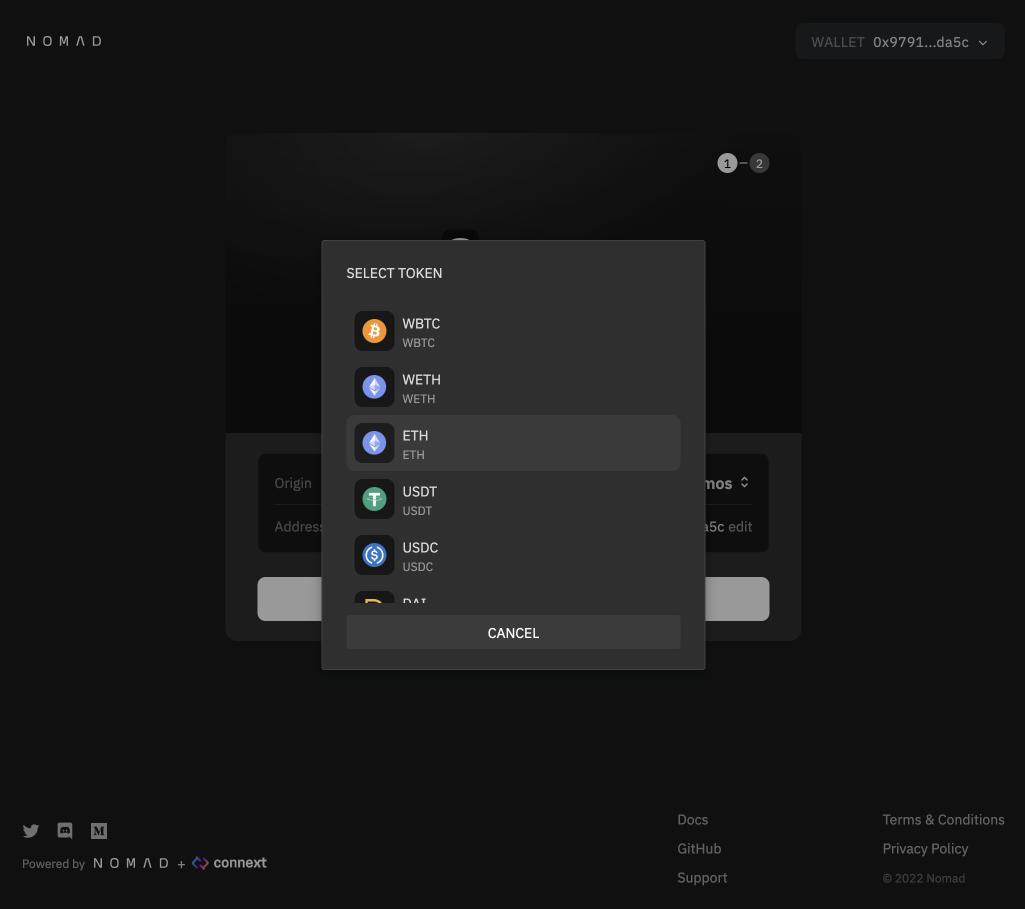 NOMAD
WALLET 0x9791...da5c
1 2
SELECT TOKEN
WBTC
WBTC
WETH
WETH
ETH
ETH
Origin
mos
USDT
USDT
Address
a5c edit
USDC
USDC
DAI
CANCEL
Docs
Terms & Conditions
GitHub
Privacy Policy
Powered by NOMAD + connext
Support
© 2022 Nomad